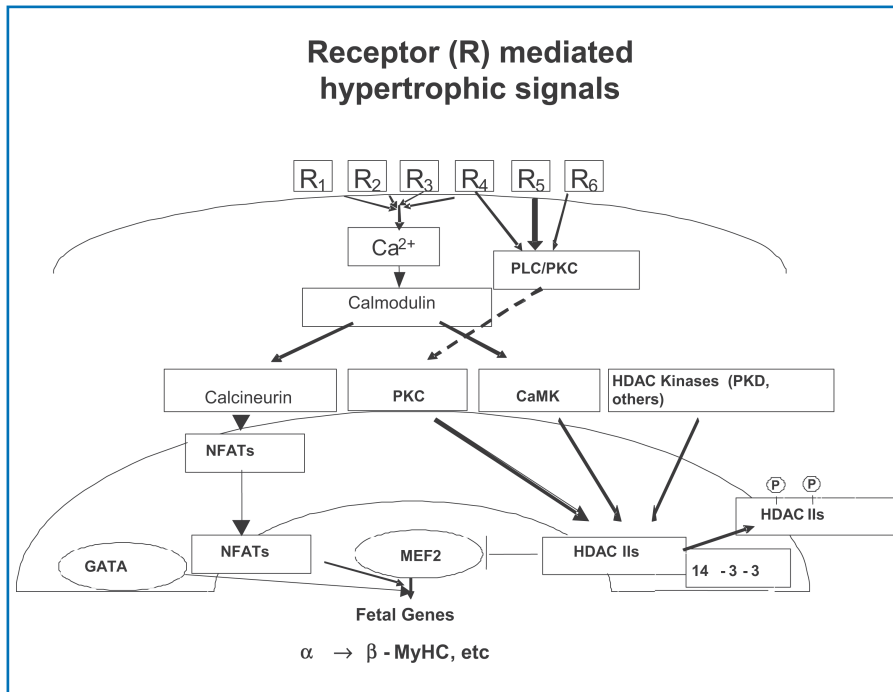 Receptor (R) mediated
hypertrophic signals
R1 R2 R3 R4 R5 R6
Ca2+
PLC/PKC
Calmodulin
Calcineurin
PKC
CaMK
HDAC Kinases (PKD,
others)
NFATs
P P
HDAC IIs
GATA
NFATs
MEF2
HDAC IIs
14 - 3 - 3
Fetal Genes
α → β - MyHC, etc